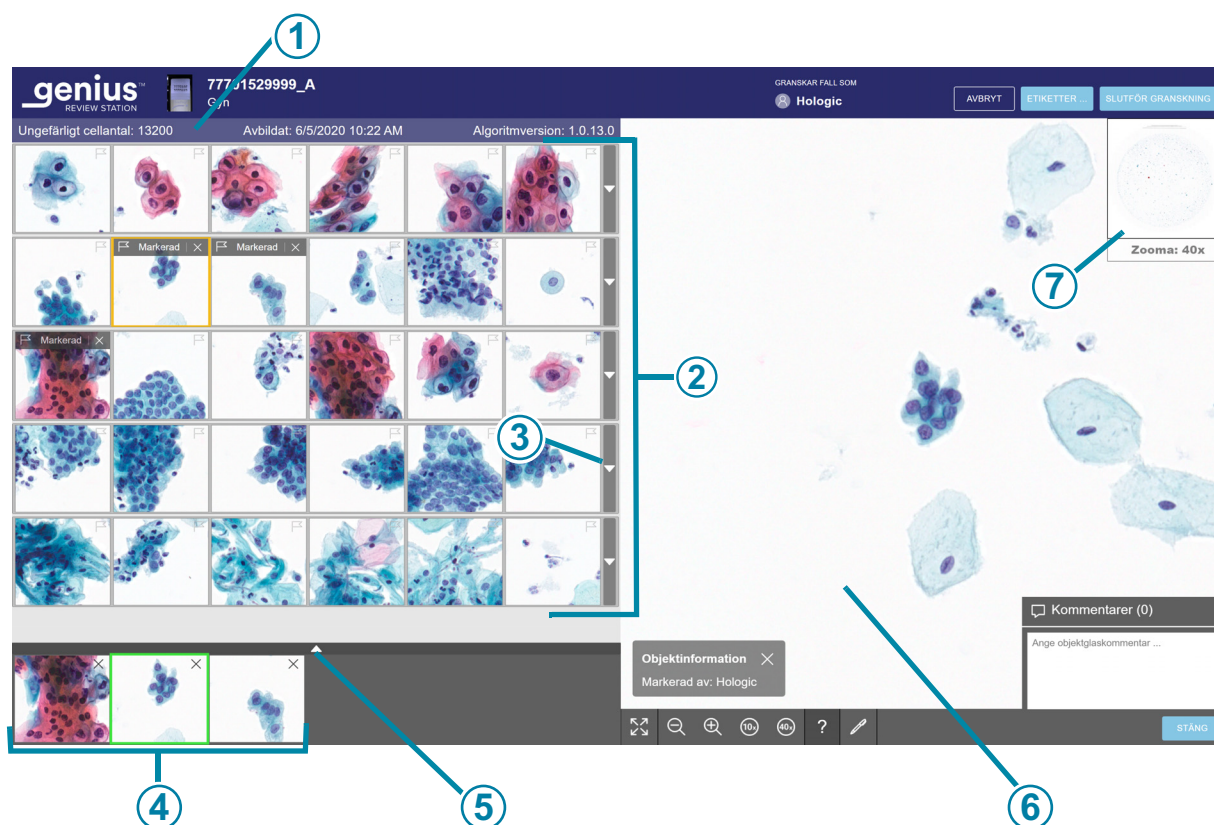 1
genius™
REVIEW STATION
77701529999_A
Gyn
GRANSKAR FALL SOM
Hologic
AVBRYT
ETIKETTER ...
SLUTFÖR GRANSKNING
Ungefärligt cellantal: 13200
Avbildat: 6/5/2020 10:22 AM
Algoritmversion: 1.0.13.0
Markerad
Markerad
Markerad
Zooma: 40x
7
2
3
Kommentarer (0)
Ange objektglaskommentar ...
Objektinformation
Markerad av: Hologic
10x
40x
?
STÄNG
4
5
6